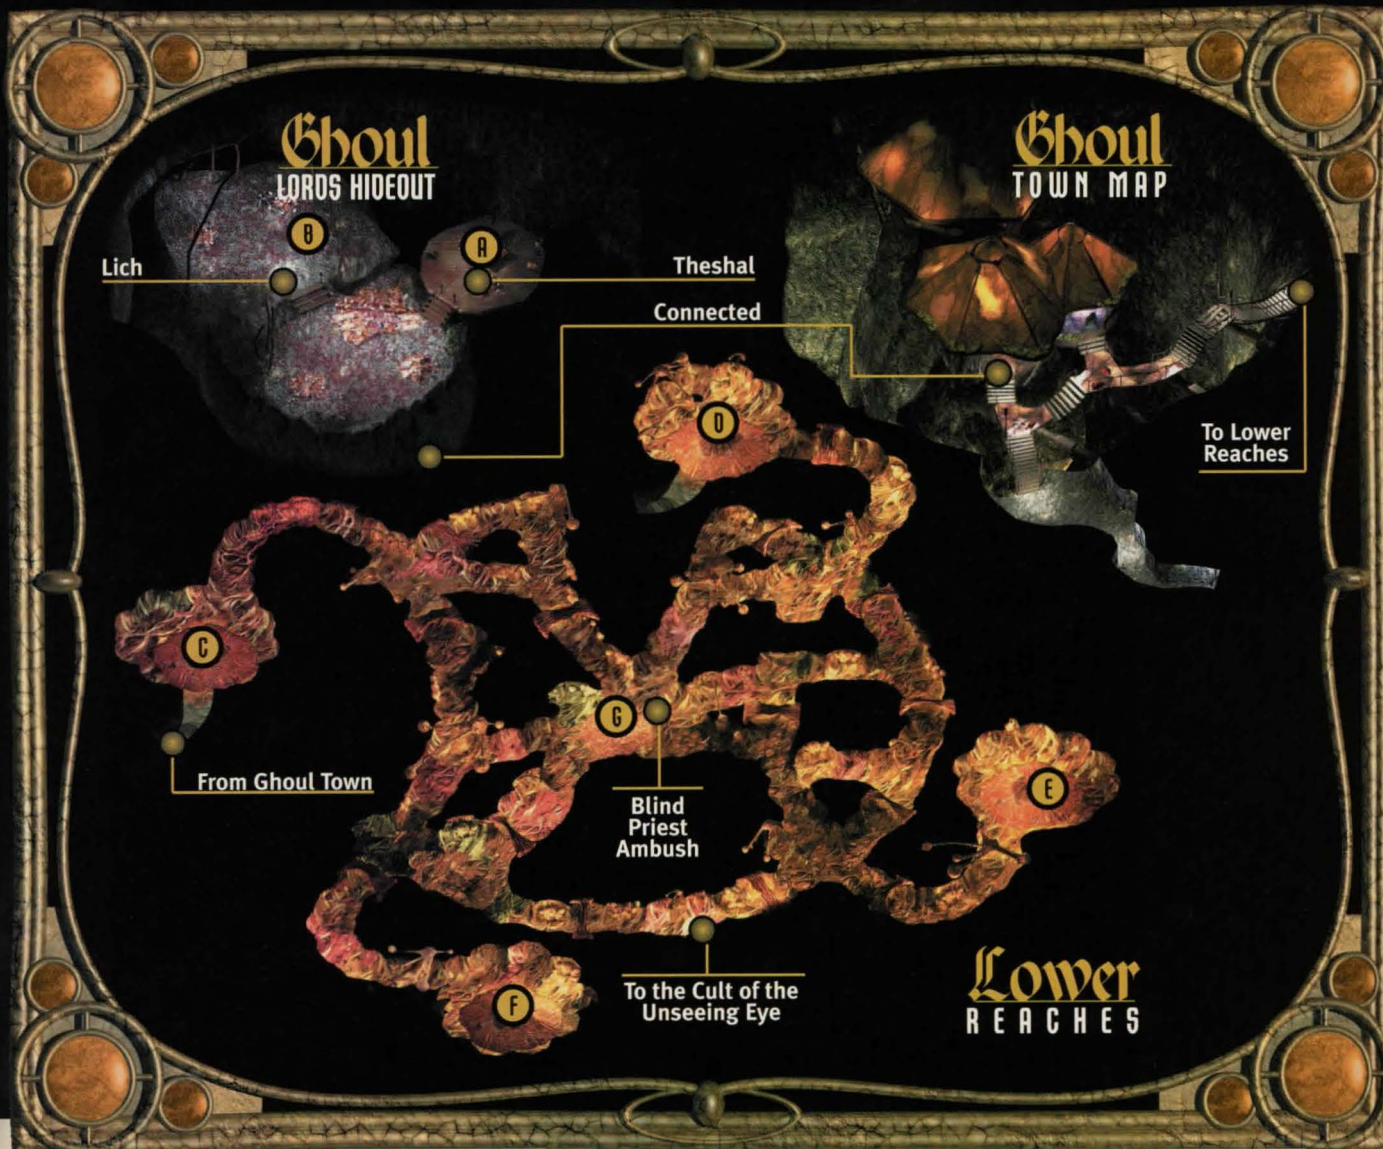 Ghoul
LORDS HIDEOUT
Ghoul
TOWN MAP
B
A
Lich
Theshal
Connected
D
To Lower
Reaches
C
G
From Ghoul Town
Blind
Priest
Ambush
E
F
To the Cult of the
Unseeing Eye
Lower
REACHES